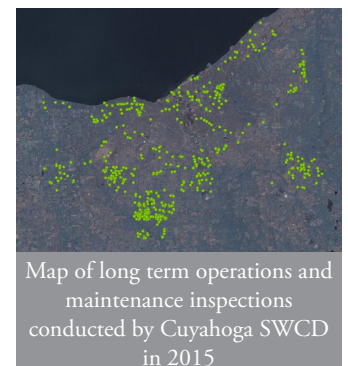 Map of long term operations and
maintenance inspections
conducted by Cuyahoga SWCD
in 2015